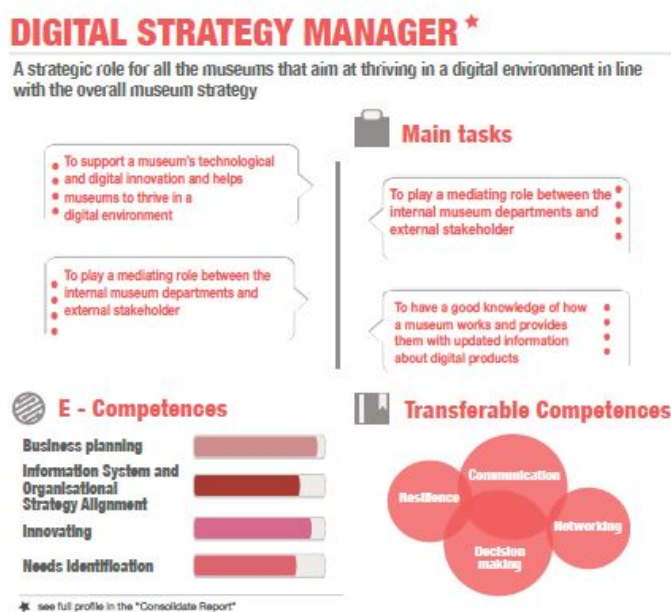 DIGITAL STRATEGY MANAGER *
A strategic role for all the museums that aim at thriving in a digital environment in line
with the overall museum strategy
Main tasks
To support a museum's technological
and digital innovation and helps
museums to thrive in a
digital environment
To play a mediating role between the
internal museum departments and
external stakeholder
To play a mediating role between the
internal museum departments and
external stakeholder
To have a good knowledge of how
a museum works and provides
them with updated information
about digital products
E - Competences
Business planning
Information System and
Organisational
Strategy Alignment
Innovating
Needs Identification
Transferable Competences
Communication
Resilience
Networking
Decision
making
* see full profile in the "Consolidate Report"